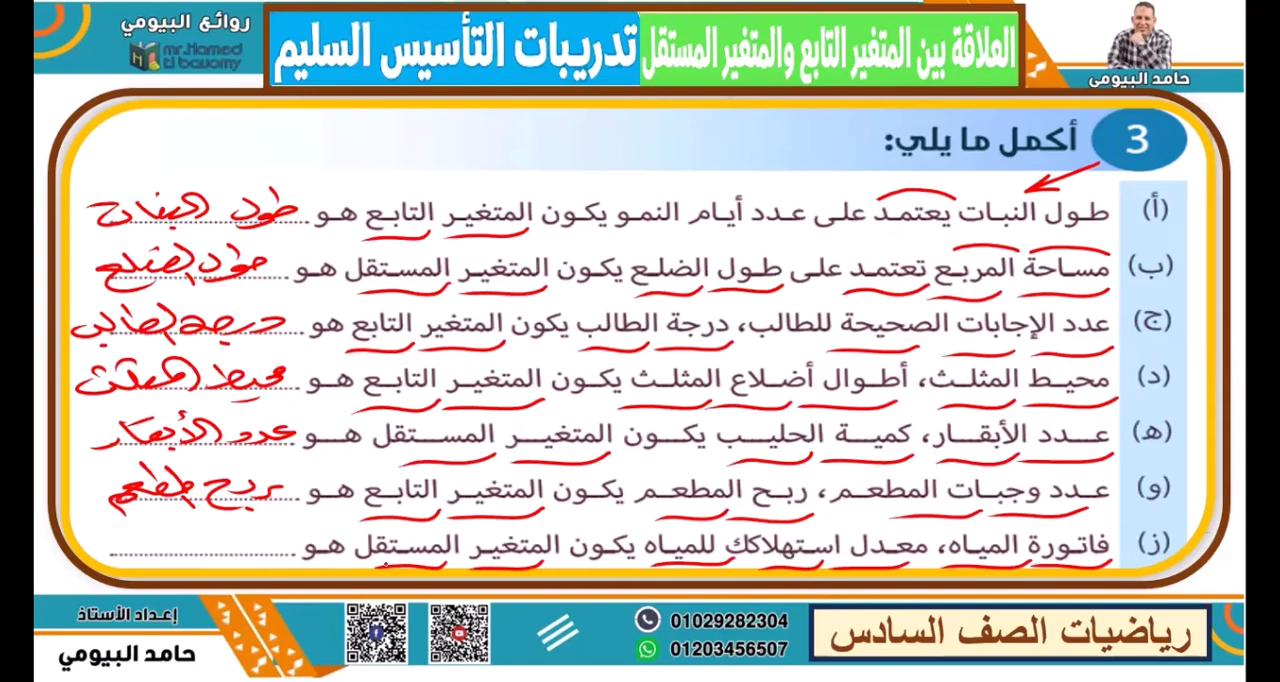 روائع البيومي
mr.Hamed
El bayomy
العلاقة بين المتغير التابع والمتغير المستقل تدريبات التأسيس السليم
حامد البيومى
3 أكمل ما يلي:
(أ) طول النبات يعتمد على عدد أيام النمو يكون المتغير التابع هو طول النبات
(ب) مساحة المربع تعتمد على طول الضلع يكون المتغير المستقل هو طول الضلع
(ج) عدد الإجابات الصحيحة للطالب، درجة الطالب يكون المتغير التابع هو درجة الطالب
(د) محيط المثلث، أطوال أضلاع المثلث يكون المتغير التابع هو محيط المثلث
(ه) عدد الأبقار، كمية الحليب يكون المتغير المستقل هو عدد الأبقار
(و) عدد وجبات المطعم، ربح المطعم يكون المتغير التابع هو ربح المطعم
(ز) فاتورة المياه، معدل استهلاكك للمياه يكون المتغير المستقل هو
رياضيات الصف السادس
01029282304
01203456507
إعداد الأستاذ
حامد البيومي